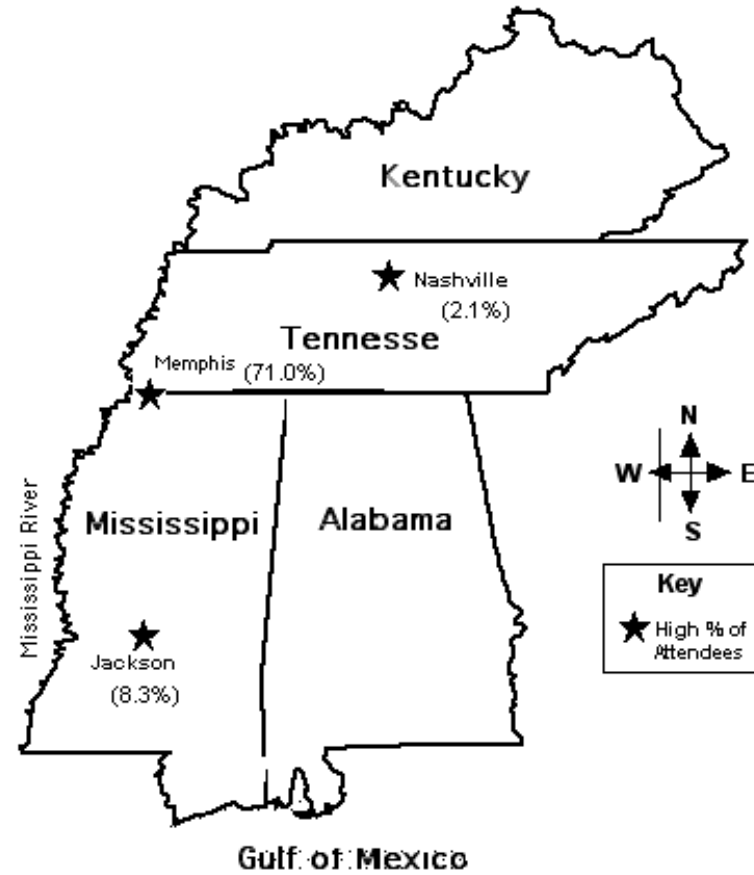 Kentucky
Nashville
(2.1%)
Tennesse
Memphis (71.0%)
N
W E
S
Mississippi Alabama
Mississippi River
Key
High % of
Attendees
Jackson
(8.3%)
Gulf of Mexico